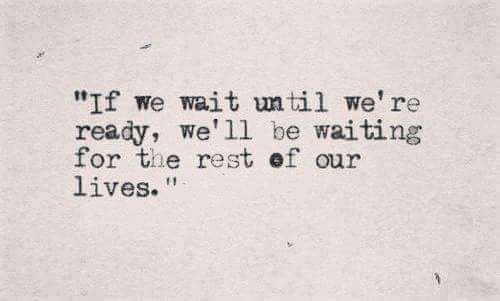 "If we wait until we're
ready, we'll be waiting
for the rest of our
lives."